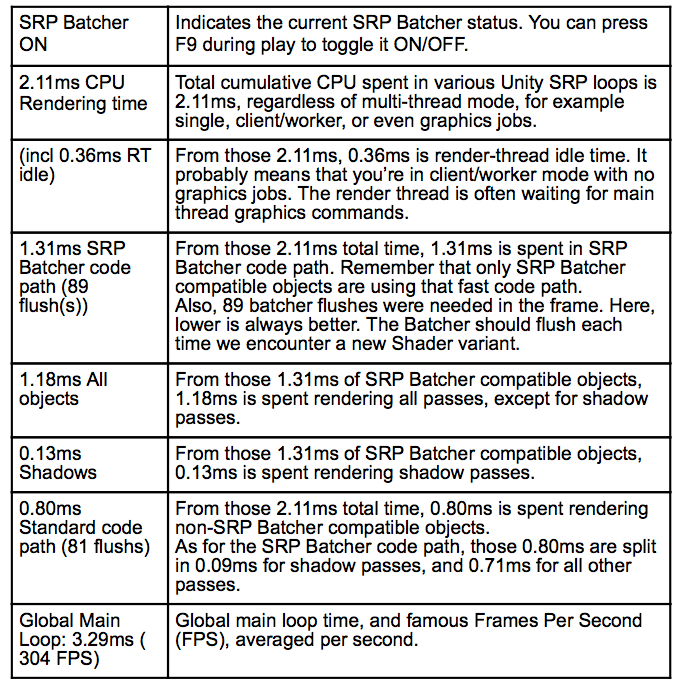 SRP Batcher
ON
Indicates the current SRP Batcher status. You can press
F9 during play to toggle it ON/OFF.
2.11ms CPU
Rendering time
Total cumulative CPU spent in various Unity SRP loops is
2.11ms, regardless of multi-thread mode, for example
single, client/worker, or even graphics jobs.
(incl 0.36ms RT
idle)
From those 2.11ms, 0.36ms is render-thread idle time. It
probably means that you’re in client/worker mode with no
graphics jobs. The render thread is often waiting for main
thread graphics commands.
1.31ms SRP
Batcher code
path (89
flush(s))
From those 2.11ms total time, 1.31ms is spent in SRP
Batcher code path. Remember that only SRP Batcher
compatible objects are using that fast code path.
Also, 89 batcher flushes were needed in the frame. Here,
lower is always better. The Batcher should flush each
time we encounter a new Shader variant.
1.18ms All
objects
From those 1.31ms of SRP Batcher compatible objects,
1.18ms is spent rendering all passes, except for shadow
passes.
0.13ms
Shadows
From those 1.31ms of SRP Batcher compatible objects,
0.13ms is spent rendering shadow passes.
0.80ms
Standard code
path (81 flushs)
From those 2.11ms total time, 0.80ms is spent rendering
non-SRP Batcher compatible objects.
As for the SRP Batcher code path, those 0.80ms are split
in 0.09ms for shadow passes, and 0.71ms for all other
passes.
Global Main
Loop: 3.29ms (
304 FPS)
Global main loop time, and famous Frames Per Second
(FPS), averaged per second.